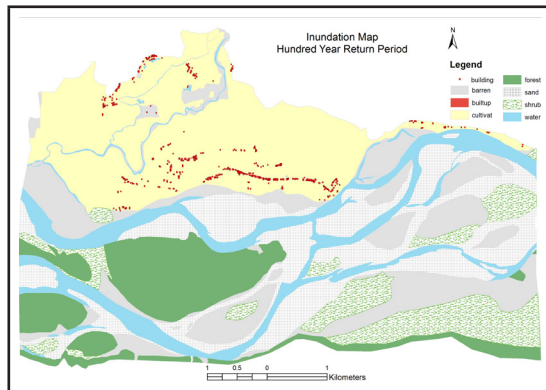 Inundation Map
Hundred Year Return Period
N
Legend
building
barren
builtup
cultivat
forest
sand
shrub
water
1 0.5 0 1
Kilometers